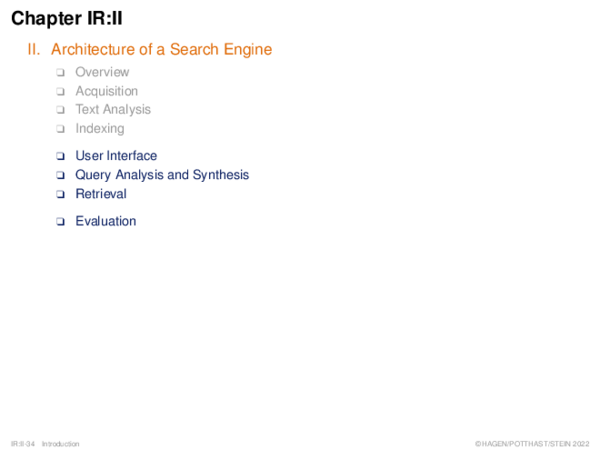 Chapter IR:II
II. Architecture of a Search Engine
❑ Overview
❑ Acquisition
❑ Text Analysis
❑ Indexing
❑ User Interface
❑ Query Analysis and Synthesis
❑ Retrieval
❑ Evaluation
IR:II-34 Introduction © HAGEN/POTTHAST/STEIN 2022